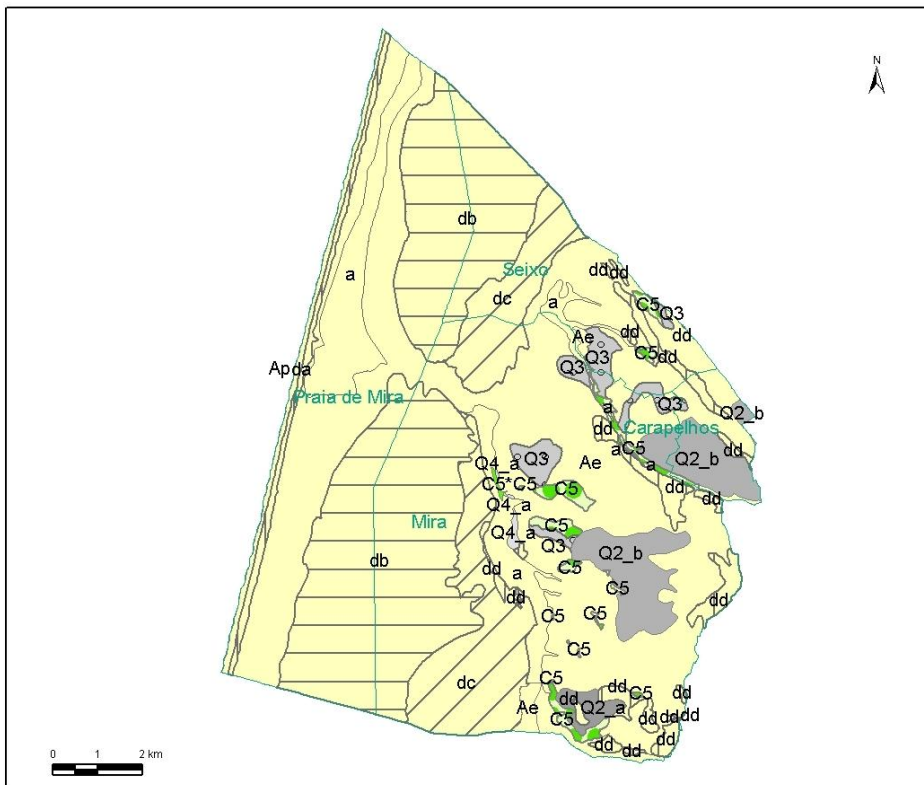 N
db
a
Seixo
dc
a
dd
dd
C5
Q3
dd
dd
Ae
C5
dd
Q3
Q3
Ap
da
Praia de Mira
Q3
a
Q2_b
dd
Carapelhos
a
C5
dd
Q2_b
a
Q3
Q4_a
Ae
C5*
C5
C5
dd
dd
Q4_a
Mira
Q4_a
C5
Q3
Q2_b
db
dd
a
C5
C5
dd
dd
C5
C5
C5
dc
C5
dd
dd
C5
dd
Ae
C5
Q2_a
dd
dd
dd
dd
dd
dd
0 1 2 km